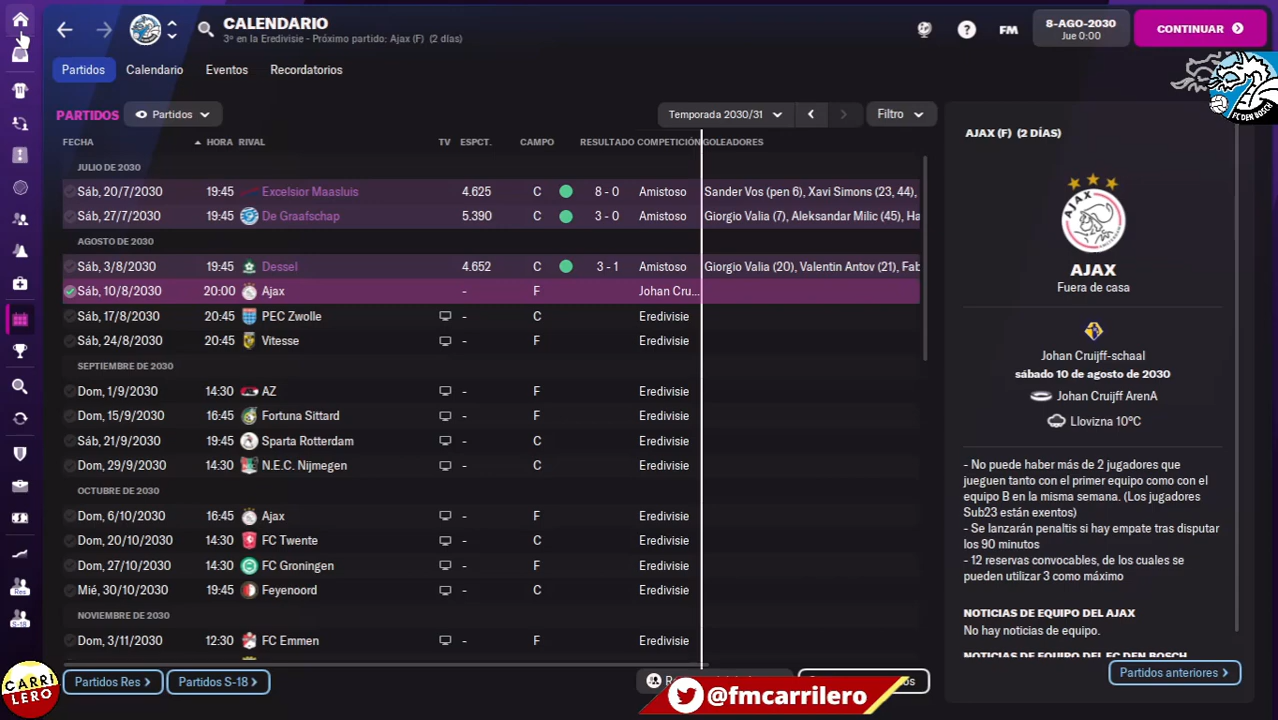 CALENDARIO
3º en la Eredivisie - Próximo partido: Ajax (F) (2 días)
? FM
8-AGO-2030
Jue 0:00
CONTINUAR
FC DEN BOSCH
Partidos Calendario Eventos Recordatorios
PARTIDOS Partidos Temporada 2030/31 Filtro
FECHA HORA RIVAL TV ESPCT. CAMPO RESULTADO COMPETICIÓN GOLEADORES
JULIO DE 2030
Sáb, 20/7/2030 19:45 Excelsior Maasluis 4.625 C 8 - 0 Amistoso Sander Vos (pen 6), Xavi Simons (23, 44),
Sáb, 27/7/2030 19:45 De Graafschap 5.390 C 3 - 0 Amistoso Giorgio Valia (7), Aleksandar Milic (45), Ha
AGOSTO DE 2030
Sáb, 3/8/2030 19:45 Dessel 4.652 C 3 - 1 Amistoso Giorgio Valia (20), Valentin Antov (21), Fab
Sáb, 10/8/2030 20:00 Ajax - F Johan Cru...
Sáb, 17/8/2030 20:45 PEC Zwolle - C Eredivisie
Sáb, 24/8/2030 20:45 Vitesse - F Eredivisie
SEPTIEMBRE DE 2030
Dom, 1/9/2030 14:30 AZ - F Eredivisie
Dom, 15/9/2030 16:45 Fortuna Sittard - F Eredivisie
Sáb, 21/9/2030 19:45 Sparta Rotterdam - C Eredivisie
Dom, 29/9/2030 14:30 N.E.C. Nijmegen - C Eredivisie
OCTUBRE DE 2030
Dom, 6/10/2030 16:45 Ajax - F Eredivisie
Dom, 20/10/2030 14:30 FC Twente - C Eredivisie
Dom, 27/10/2030 14:30 FC Groningen - F Eredivisie
Mié, 30/10/2030 19:45 Feyenoord - C Eredivisie
NOVIEMBRE DE 2030
Dom, 3/11/2030 12:30 FC Emmen - F Eredivisie
Partidos Res Partidos S-18
AJAX (F) (2 DÍAS)
AJAX
AJAX
Fuera de casa
Johan Cruijff-schaal
sábado 10 de agosto de 2030
Johan Cruijff ArenA
Llovizna 10ºC
- No puede haber más de 2 jugadores que
jueguen tanto con el primer equipo como con el
equipo B en la misma semana. (Los jugadores
Sub23 están exentos)
- Se lanzarán penaltis si hay empate tras disputar
los 90 minutos
- 12 reservas convocables, de los cuales se
pueden utilizar 3 como máximo
NOTICIAS DE EQUIPO DEL AJAX
No hay noticias de equipo.
NOTICIAS DE EQUIPO DEL FC DEN BOSCH
Partidos anteriores
Res
S-18
CARRI
LERO
@fmcarrilero